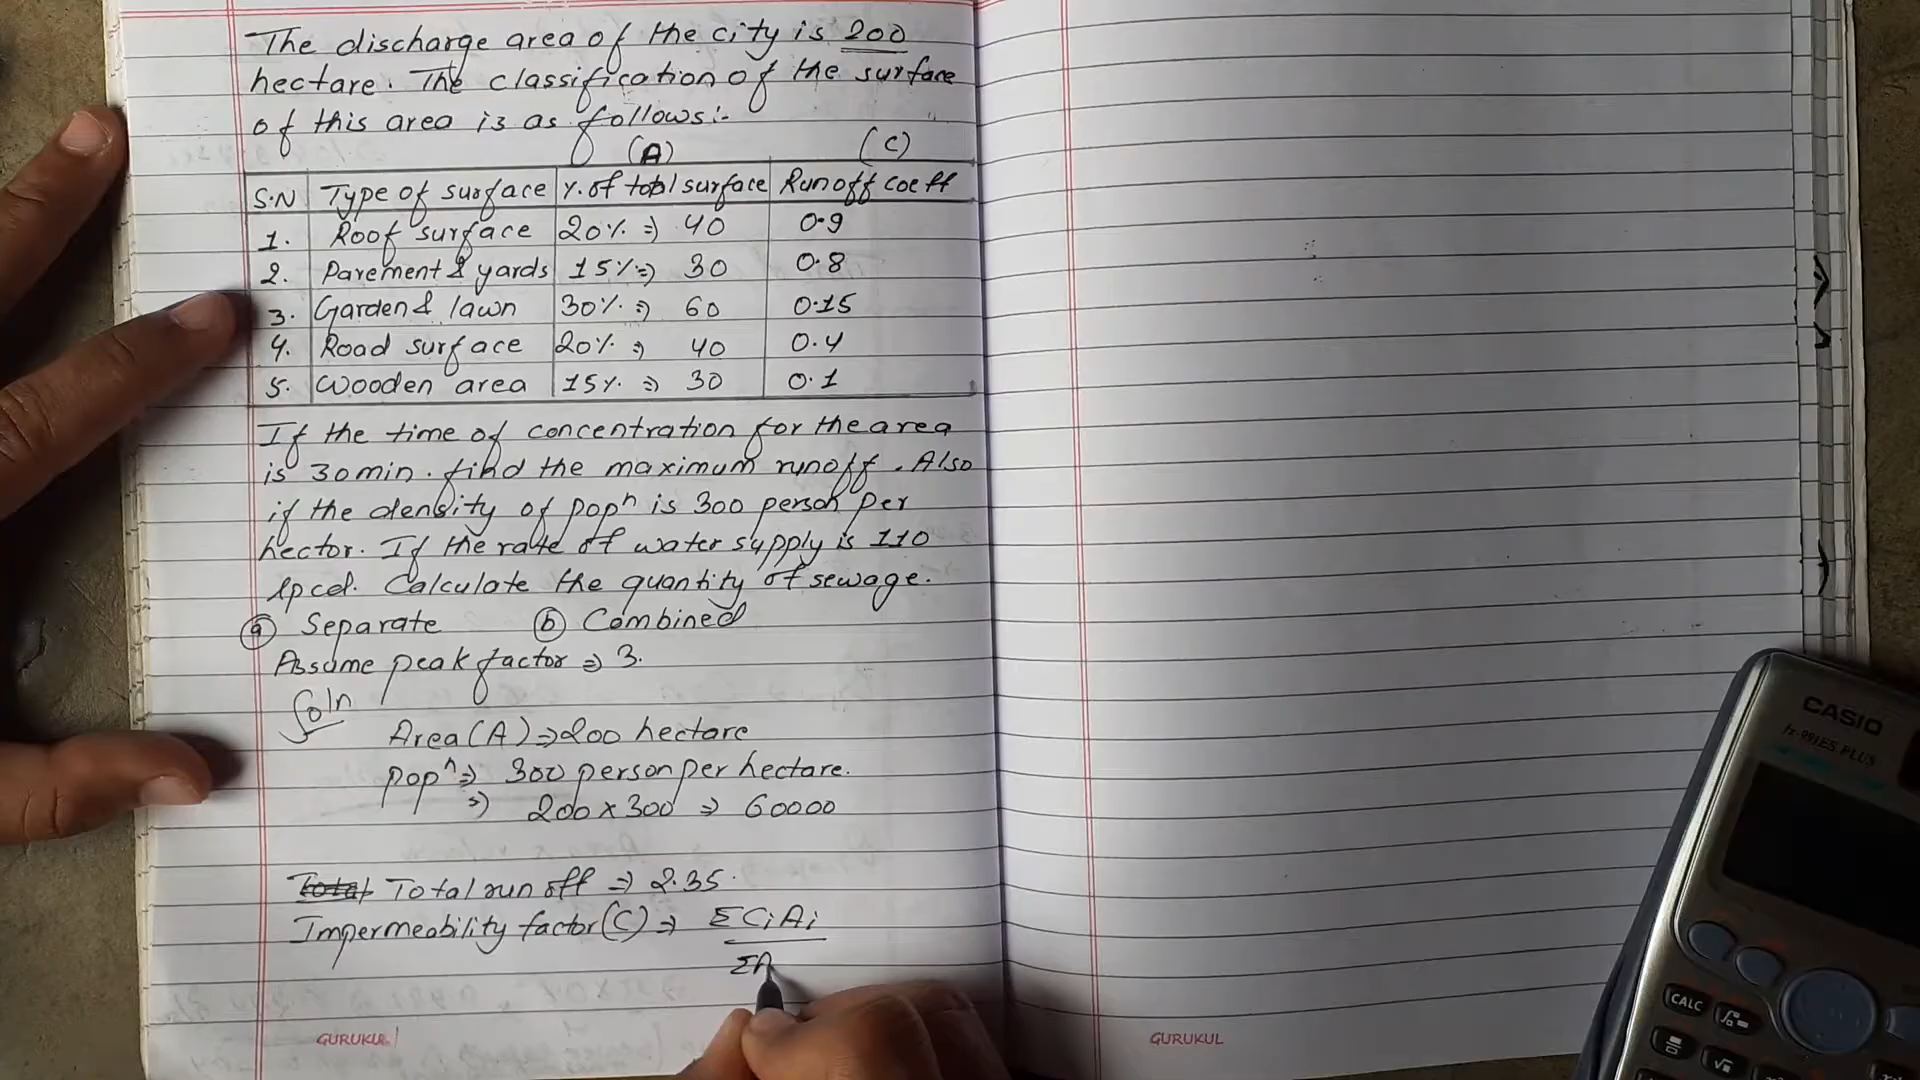 The discharge area of the city is 200
hectare. The classification of the surface
of this area is as follows:-
(A) (C)
S.N Type of surface %. of total surface Runoff coeff
1. Roof surface 20% ⇒ 40 0.9
2. Pavement & yards 15% ⇒ 30 0.8
3. Garden & lawn 30% ⇒ 60 0.15
4. Road surface 20% ⇒ 40 0.4
5. Wooden area 15% ⇒ 30 0.1
If the time of concentration for the area
is 30 min. find the maximum runoff. Also
if the density of popⁿ is 300 person per
hector. If the rate of water supply is 110
lpcd. Calculate the quantity of sewage.
(a) Separate (b) Combined
Assume peak factor ⇒ 3.
Soln
Area (A) ⇒ 200 hectare
popⁿ ⇒ 300 person per hectare.
⇒ 200 × 300 ⇒ 60000
Total run off ⇒ 2.35.
Impermeability factor (C) ⇒ ΣCiAi
ΣA
GURUKUL GURUKUL
CASIO
fx-991ES PLUS
CALC